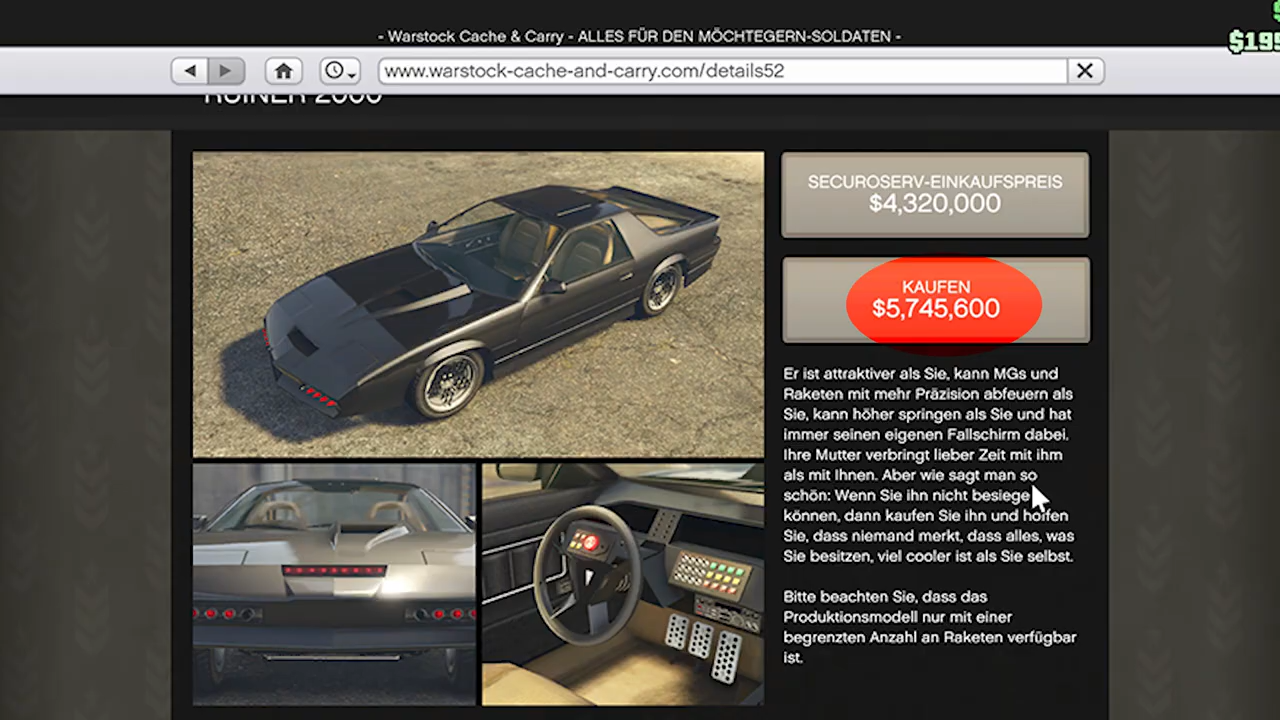 - Warstock Cache & Carry - ALLES FÜR DEN MÖCHTEGERN-SOLDATEN -
$195
www.warstock-cache-and-carry.com/details52
RUINER 2000
SECUROSERV-EINKAUFSPREIS
$4,320,000
KAUFEN
$5,745,600
Er ist attraktiver als Sie, kann MGs und
Raketen mit mehr Präzision abfeuern als
Sie, kann höher springen als Sie und hat
immer seinen eigenen Fallschirm dabei.
Ihre Mutter verbringt lieber Zeit mit ihm
als mit Ihnen. Aber wie sagt man so
schön: Wenn Sie ihn nicht besiege
können, dann kaufen Sie ihn und hoffen
Sie, dass niemand merkt, dass alles, was
Sie besitzen, viel cooler ist als Sie selbst.
Bitte beachten Sie, dass das
Produktionsmodell nur mit einer
begrenzten Anzahl an Raketen verfügbar
ist.